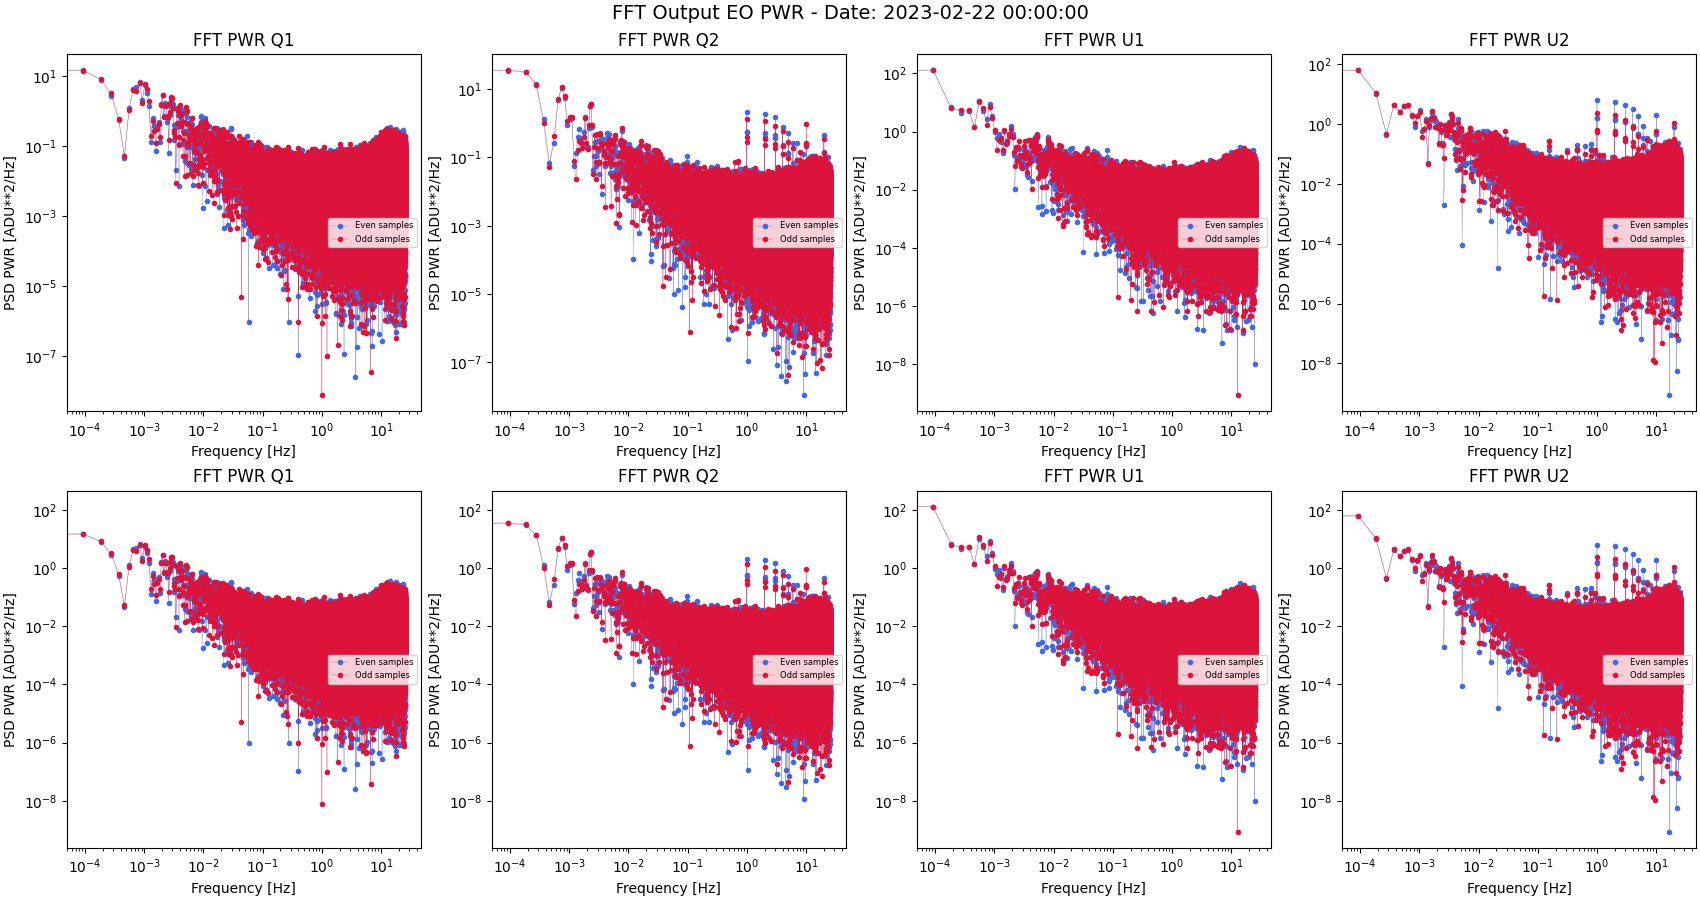 FFT Output EO PWR - Date: 2023-02-22 00:00:00
FFT PWR Q1
PSD PWR [ADU**2/Hz]
10^1
10^-1
10^-3
10^-5
10^-7
Even samples
Odd samples
10^-4 10^-3 10^-2 10^-1 10^0 10^1
Frequency [Hz]
FFT PWR Q2
PSD PWR [ADU**2/Hz]
10^1
10^-1
10^-3
10^-5
10^-7
Even samples
Odd samples
10^-4 10^-3 10^-2 10^-1 10^0 10^1
Frequency [Hz]
FFT PWR U1
PSD PWR [ADU**2/Hz]
10^2
10^0
10^-2
10^-4
10^-6
10^-8
Even samples
Odd samples
10^-4 10^-3 10^-2 10^-1 10^0 10^1
Frequency [Hz]
FFT PWR U2
PSD PWR [ADU**2/Hz]
10^2
10^0
10^-2
10^-4
10^-6
10^-8
Even samples
Odd samples
10^-4 10^-3 10^-2 10^-1 10^0 10^1
Frequency [Hz]
FFT PWR Q1
PSD PWR [ADU**2/Hz]
10^2
10^0
10^-2
10^-4
10^-6
10^-8
Even samples
Odd samples
10^-4 10^-3 10^-2 10^-1 10^0 10^1
Frequency [Hz]
FFT PWR Q2
PSD PWR [ADU**2/Hz]
10^2
10^0
10^-2
10^-4
10^-6
10^-8
Even samples
Odd samples
10^-4 10^-3 10^-2 10^-1 10^0 10^1
Frequency [Hz]
FFT PWR U1
PSD PWR [ADU**2/Hz]
10^2
10^0
10^-2
10^-4
10^-6
10^-8
Even samples
Odd samples
10^-4 10^-3 10^-2 10^-1 10^0 10^1
Frequency [Hz]
FFT PWR U2
PSD PWR [ADU**2/Hz]
10^2
10^0
10^-2
10^-4
10^-6
10^-8
Even samples
Odd samples
10^-4 10^-3 10^-2 10^-1 10^0 10^1
Frequency [Hz]